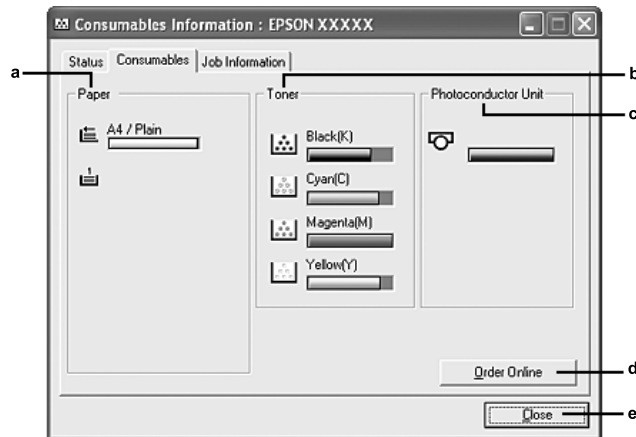 Consumables Information : EPSON XXXXX
Status Consumables Job Information
a
b
Paper
Toner
Photoconductor Unit
c
A4 / Plain
Black(K)
1
Cyan(C)
Magenta(M)
Yellow(Y)
Order Online
d
Close
e